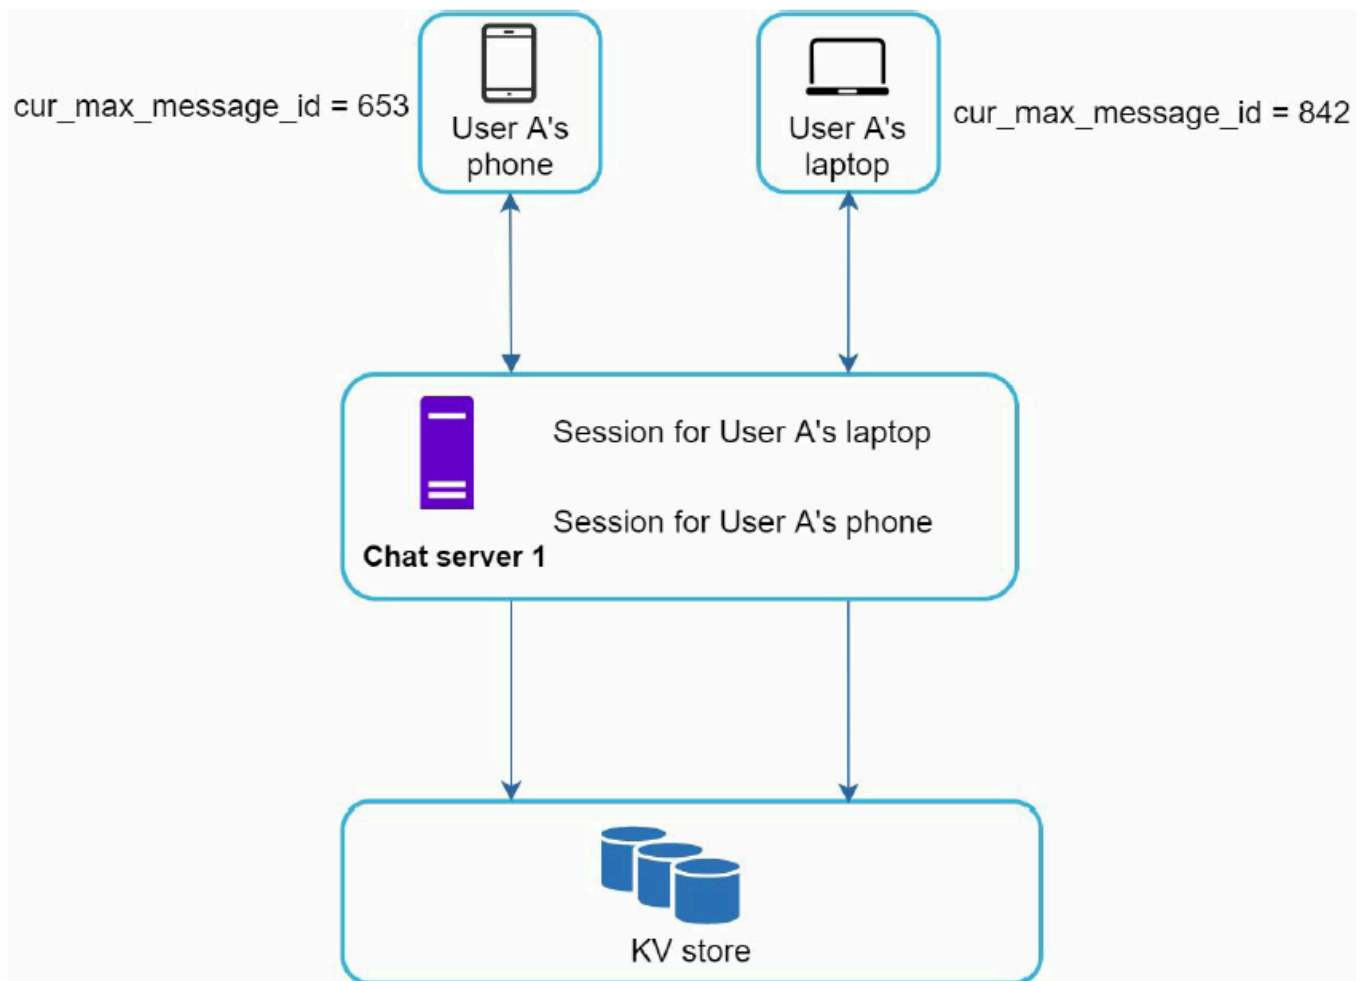 cur_max_message_id = 653
User A's
phone
User A's
laptop
cur_max_message_id = 842
Session for User A's laptop
Session for User A's phone
Chat server 1
KV store